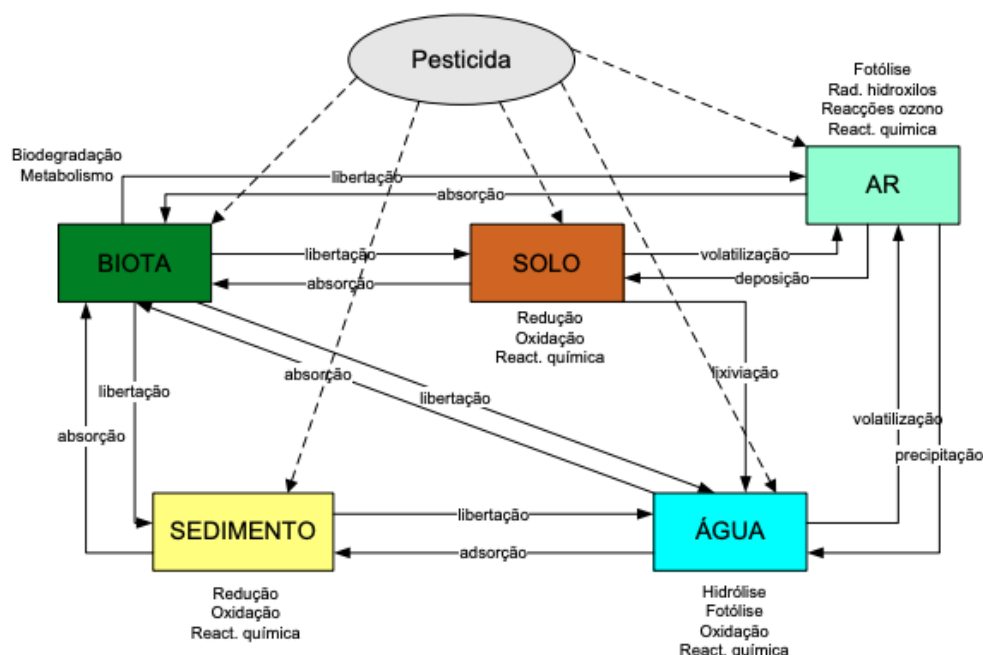 Pesticida
Fotólise
Rad. hidroxilos
Reacções ozono
React. quimica
Biodegradação
Metabolismo
libertação
absorção
AR
BIOTA
libertação
absorção
SOLO
volatilização
deposição
Redução
Oxidação
React. química
absorção
libertação
lixiviação
libertação
absorção
volatilização
precipitação
SEDIMENTO
libertação
adsorção
ÁGUA
Redução
Oxidação
React. química
Hidrólise
Fotólise
Oxidação
React. química